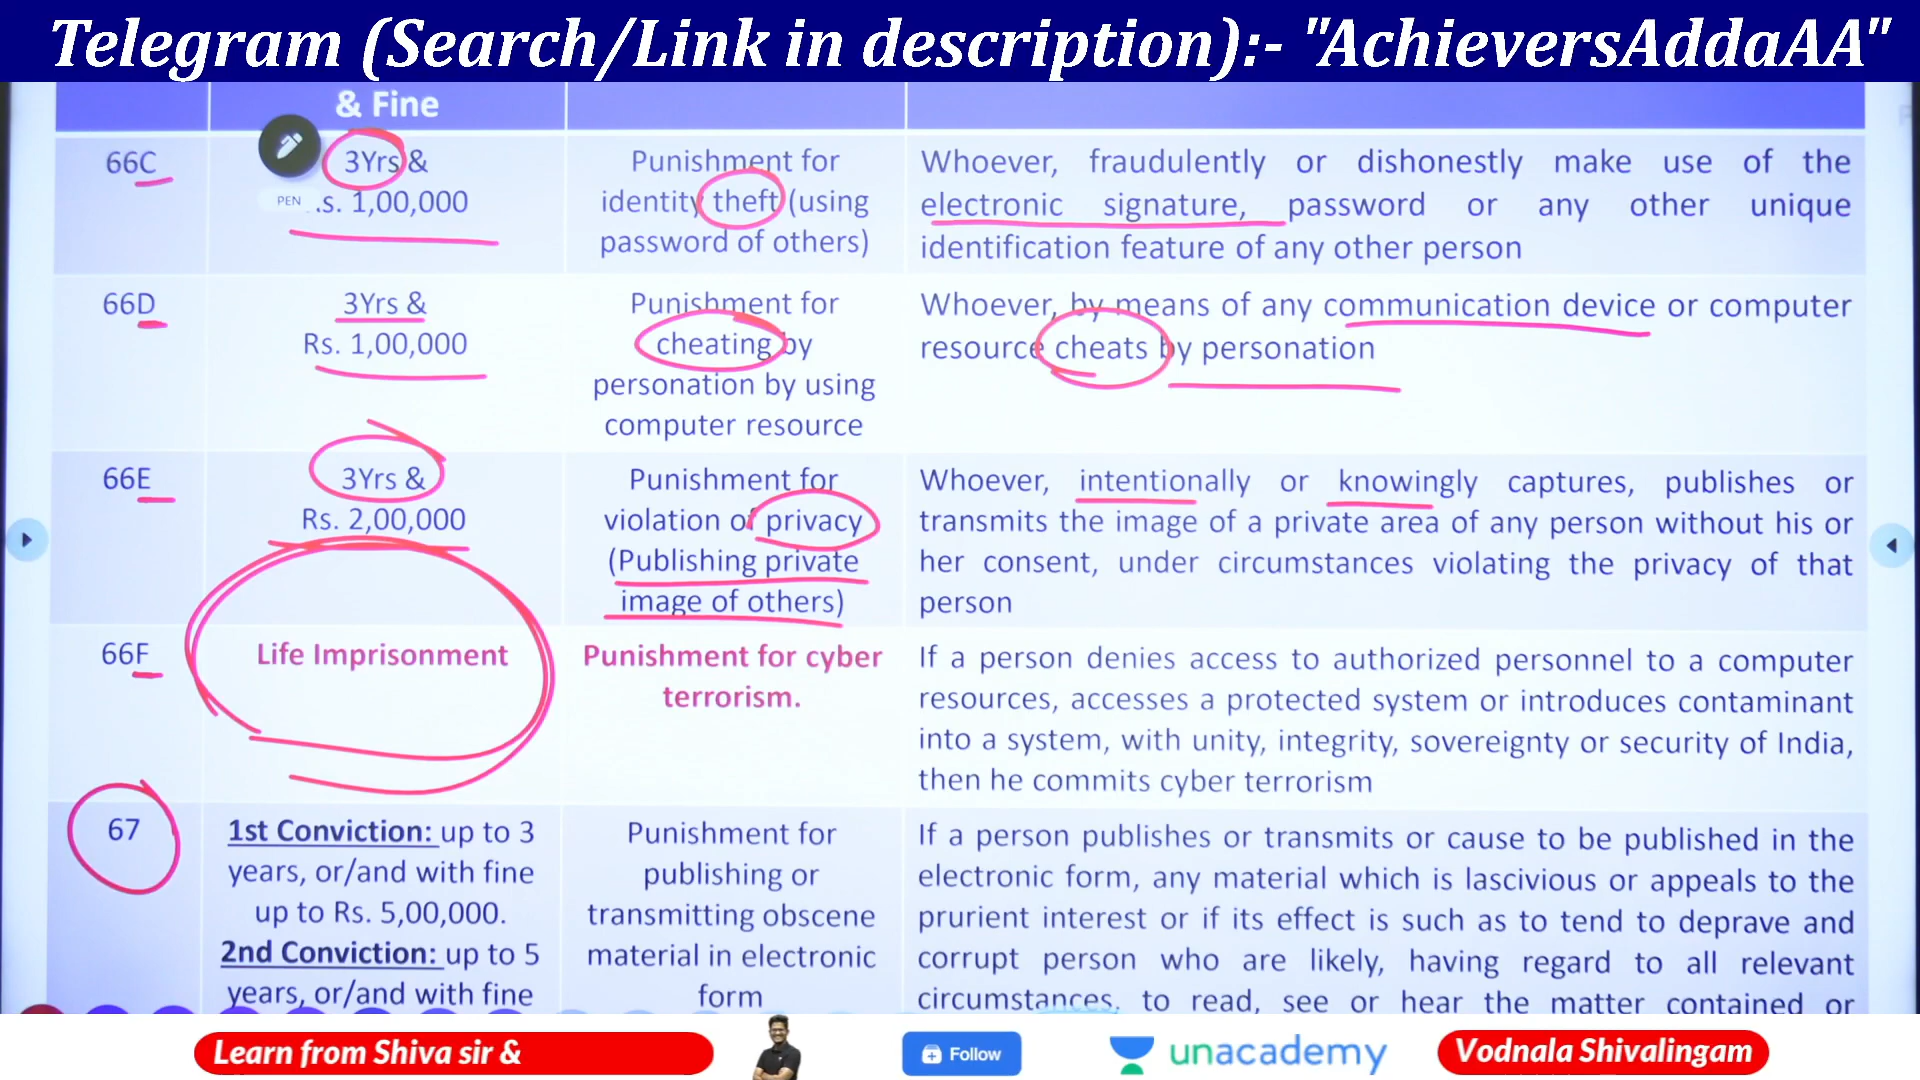 Telegram (Search/Link in description):- "AchieversAddaAA"
& Fine
66C
3Yrs &
s. 1,00,000
PEN
Punishment for
identity theft (using
password of others)
Whoever, fraudulently or dishonestly make use of the
electronic signature, password or any other unique
identification feature of any other person
66D
3Yrs &
Rs. 1,00,000
Punishment for
cheating by
personation by using
computer resource
Whoever, by means of any communication device or computer
resource cheats by personation
66E
3Yrs &
Rs. 2,00,000
Punishment for
violation of privacy
(Publishing private
image of others)
Whoever, intentionally or knowingly captures, publishes or
transmits the image of a private area of any person without his or
her consent, under circumstances violating the privacy of that
person
66F
Life Imprisonment
Punishment for cyber
terrorism.
If a person denies access to authorized personnel to a computer
resources, accesses a protected system or introduces contaminant
into a system, with unity, integrity, sovereignty or security of India,
then he commits cyber terrorism
67
1st Conviction: up to 3
years, or/and with fine
up to Rs. 5,00,000.
2nd Conviction: up to 5
years, or/and with fine
Punishment for
publishing or
transmitting obscene
material in electronic
form
If a person publishes or transmits or cause to be published in the
electronic form, any material which is lascivious or appeals to the
prurient interest or if its effect is such as to tend to deprave and
corrupt person who are likely, having regard to all relevant
circumstances, to read, see or hear the matter contained or
Learn from Shiva sir &
Follow
unacademy
Vodnala Shivalingam